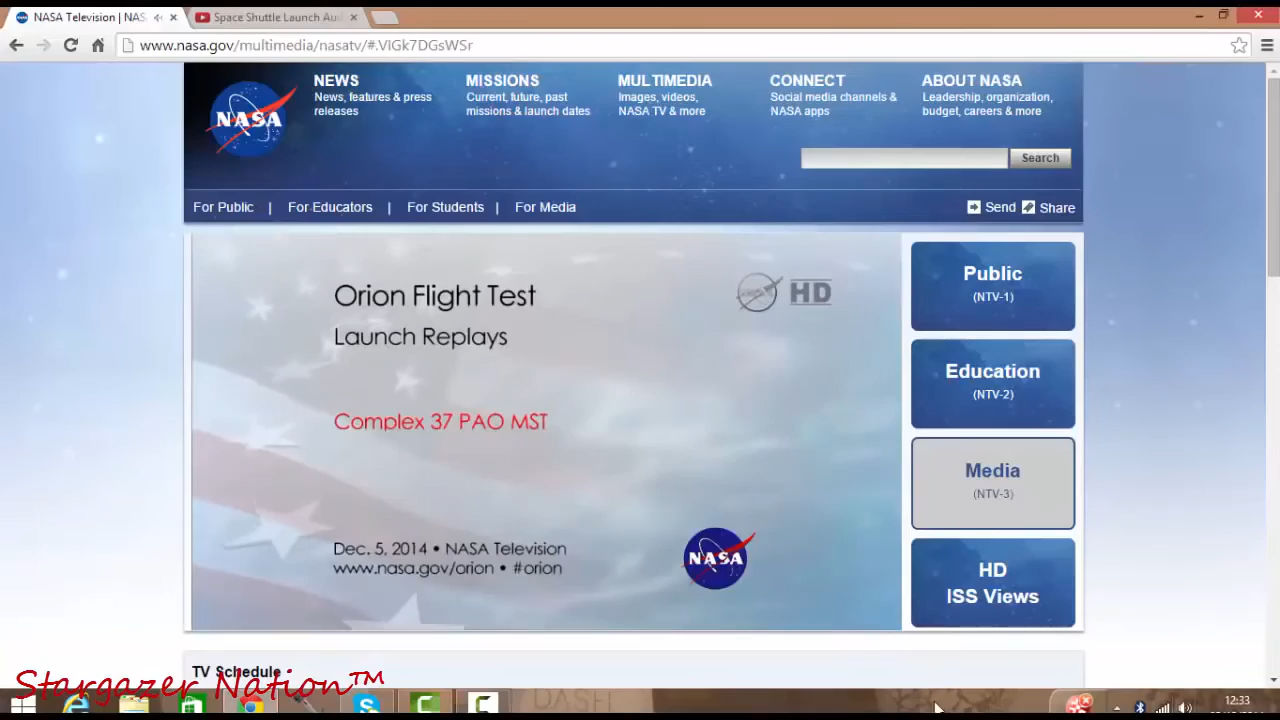 NASA Television | NAS
Space Shuttle Launch Aud
www.nasa.gov/multimedia/nasatv/#.VIGk7DGsWSr
NASA
NEWS
News, features & press
releases
MISSIONS
Current, future, past
missions & launch dates
MULTIMEDIA
Images, videos,
NASA TV & more
CONNECT
Social media channels &
NASA apps
ABOUT NASA
Leadership, organization,
budget, careers & more
Search
For Public | For Educators | For Students | For Media
Send Share
Orion Flight Test
HD
Launch Replays
Complex 37 PAO MST
Dec. 5, 2014 • NASA Television
www.nasa.gov/orion • #orion
NASA
Public
(NTV-1)
Education
(NTV-2)
Media
(NTV-3)
HD
ISS Views
TV Schedule
Stargazer Nation™
12:33